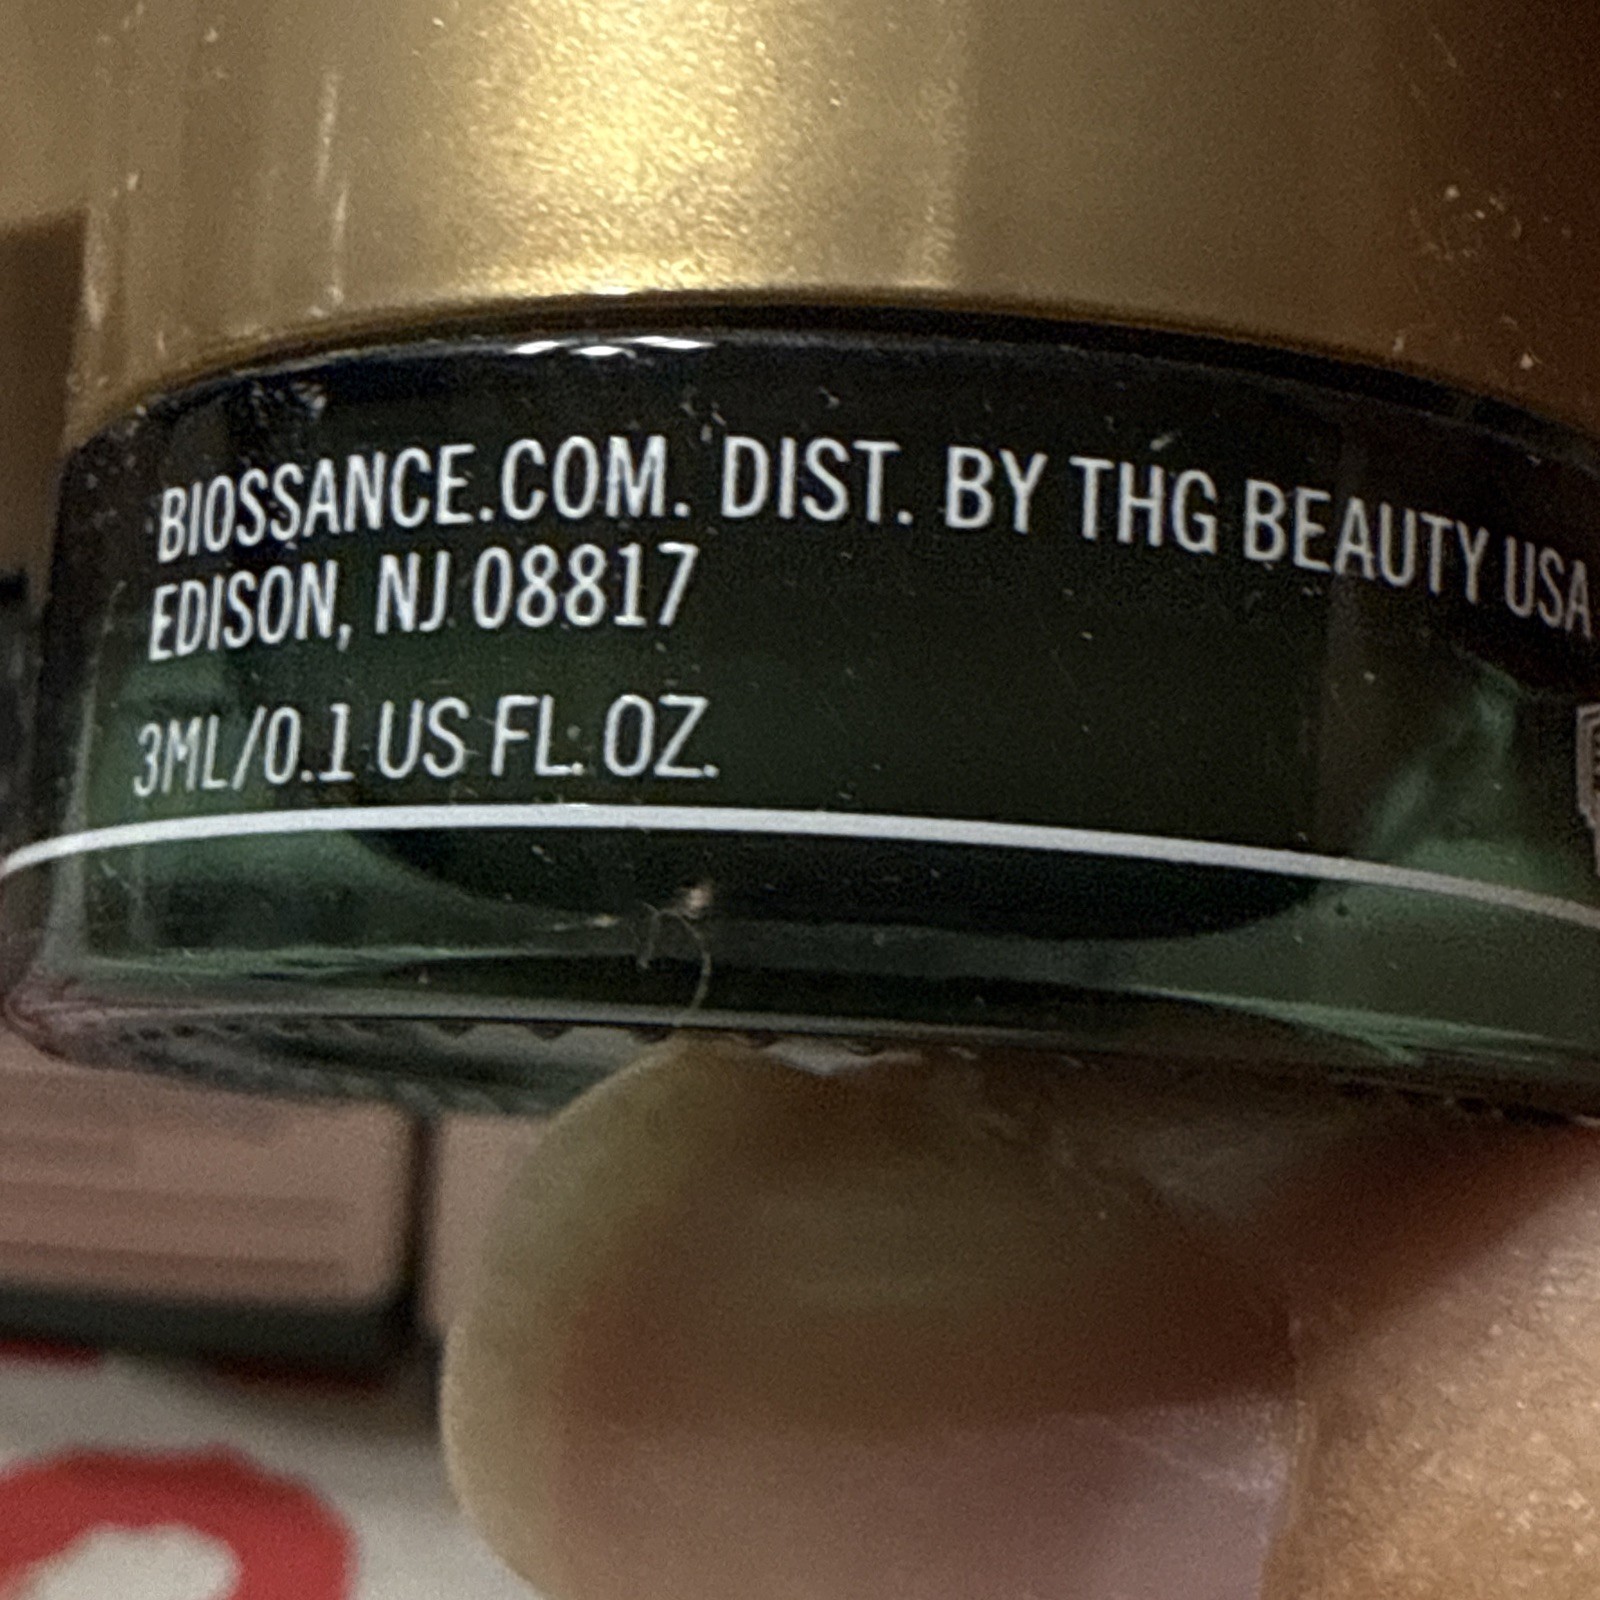 BIOSSANCE.COM. DIST. BY THG BEAUTY USA
EDISON, NJ 08817
3ML/0.1 US FL. OZ.